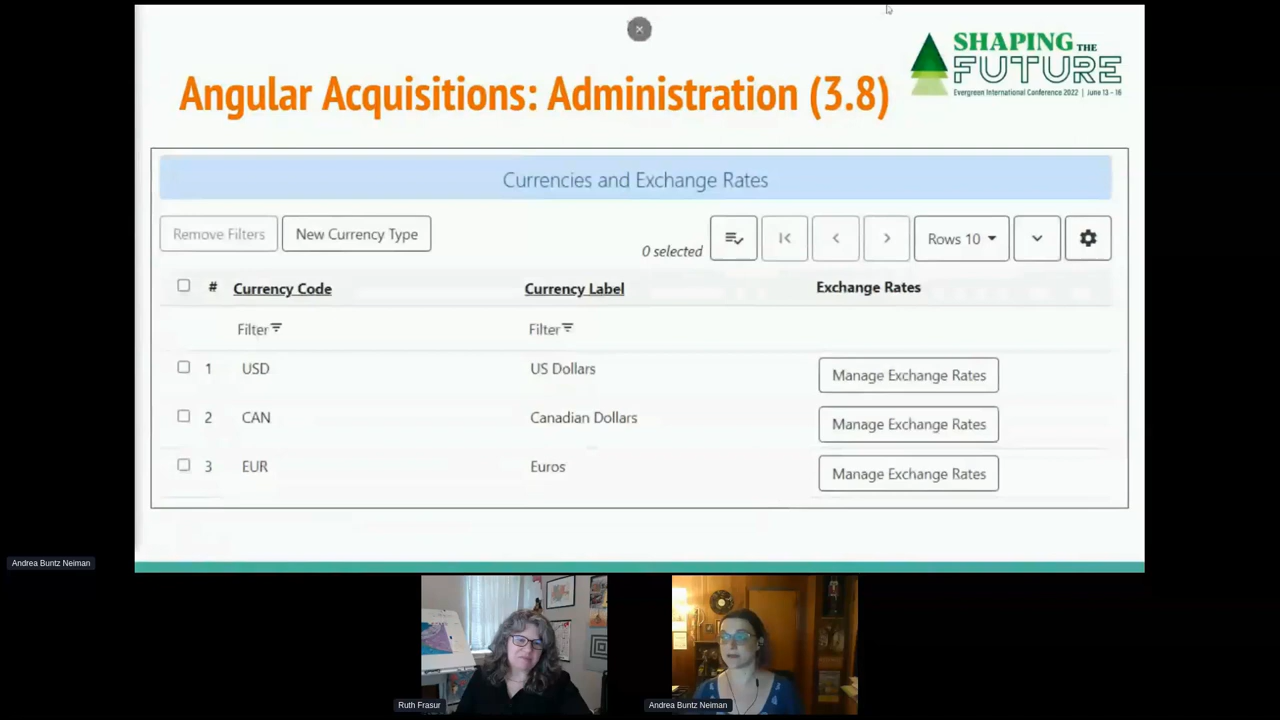 SHAPING THE
FUTURE
Evergreen International Conference 2022 | June 13 - 16
Angular Acquisitions: Administration (3.8)
Currencies and Exchange Rates
Remove Filters
New Currency Type
0 selected
Rows 10
# Currency Code Currency Label Exchange Rates
Filter Filter
1 USD US Dollars Manage Exchange Rates
2 CAN Canadian Dollars Manage Exchange Rates
3 EUR Euros Manage Exchange Rates
Andrea Buntz Neiman
Ruth Frasur
Andrea Buntz Neiman